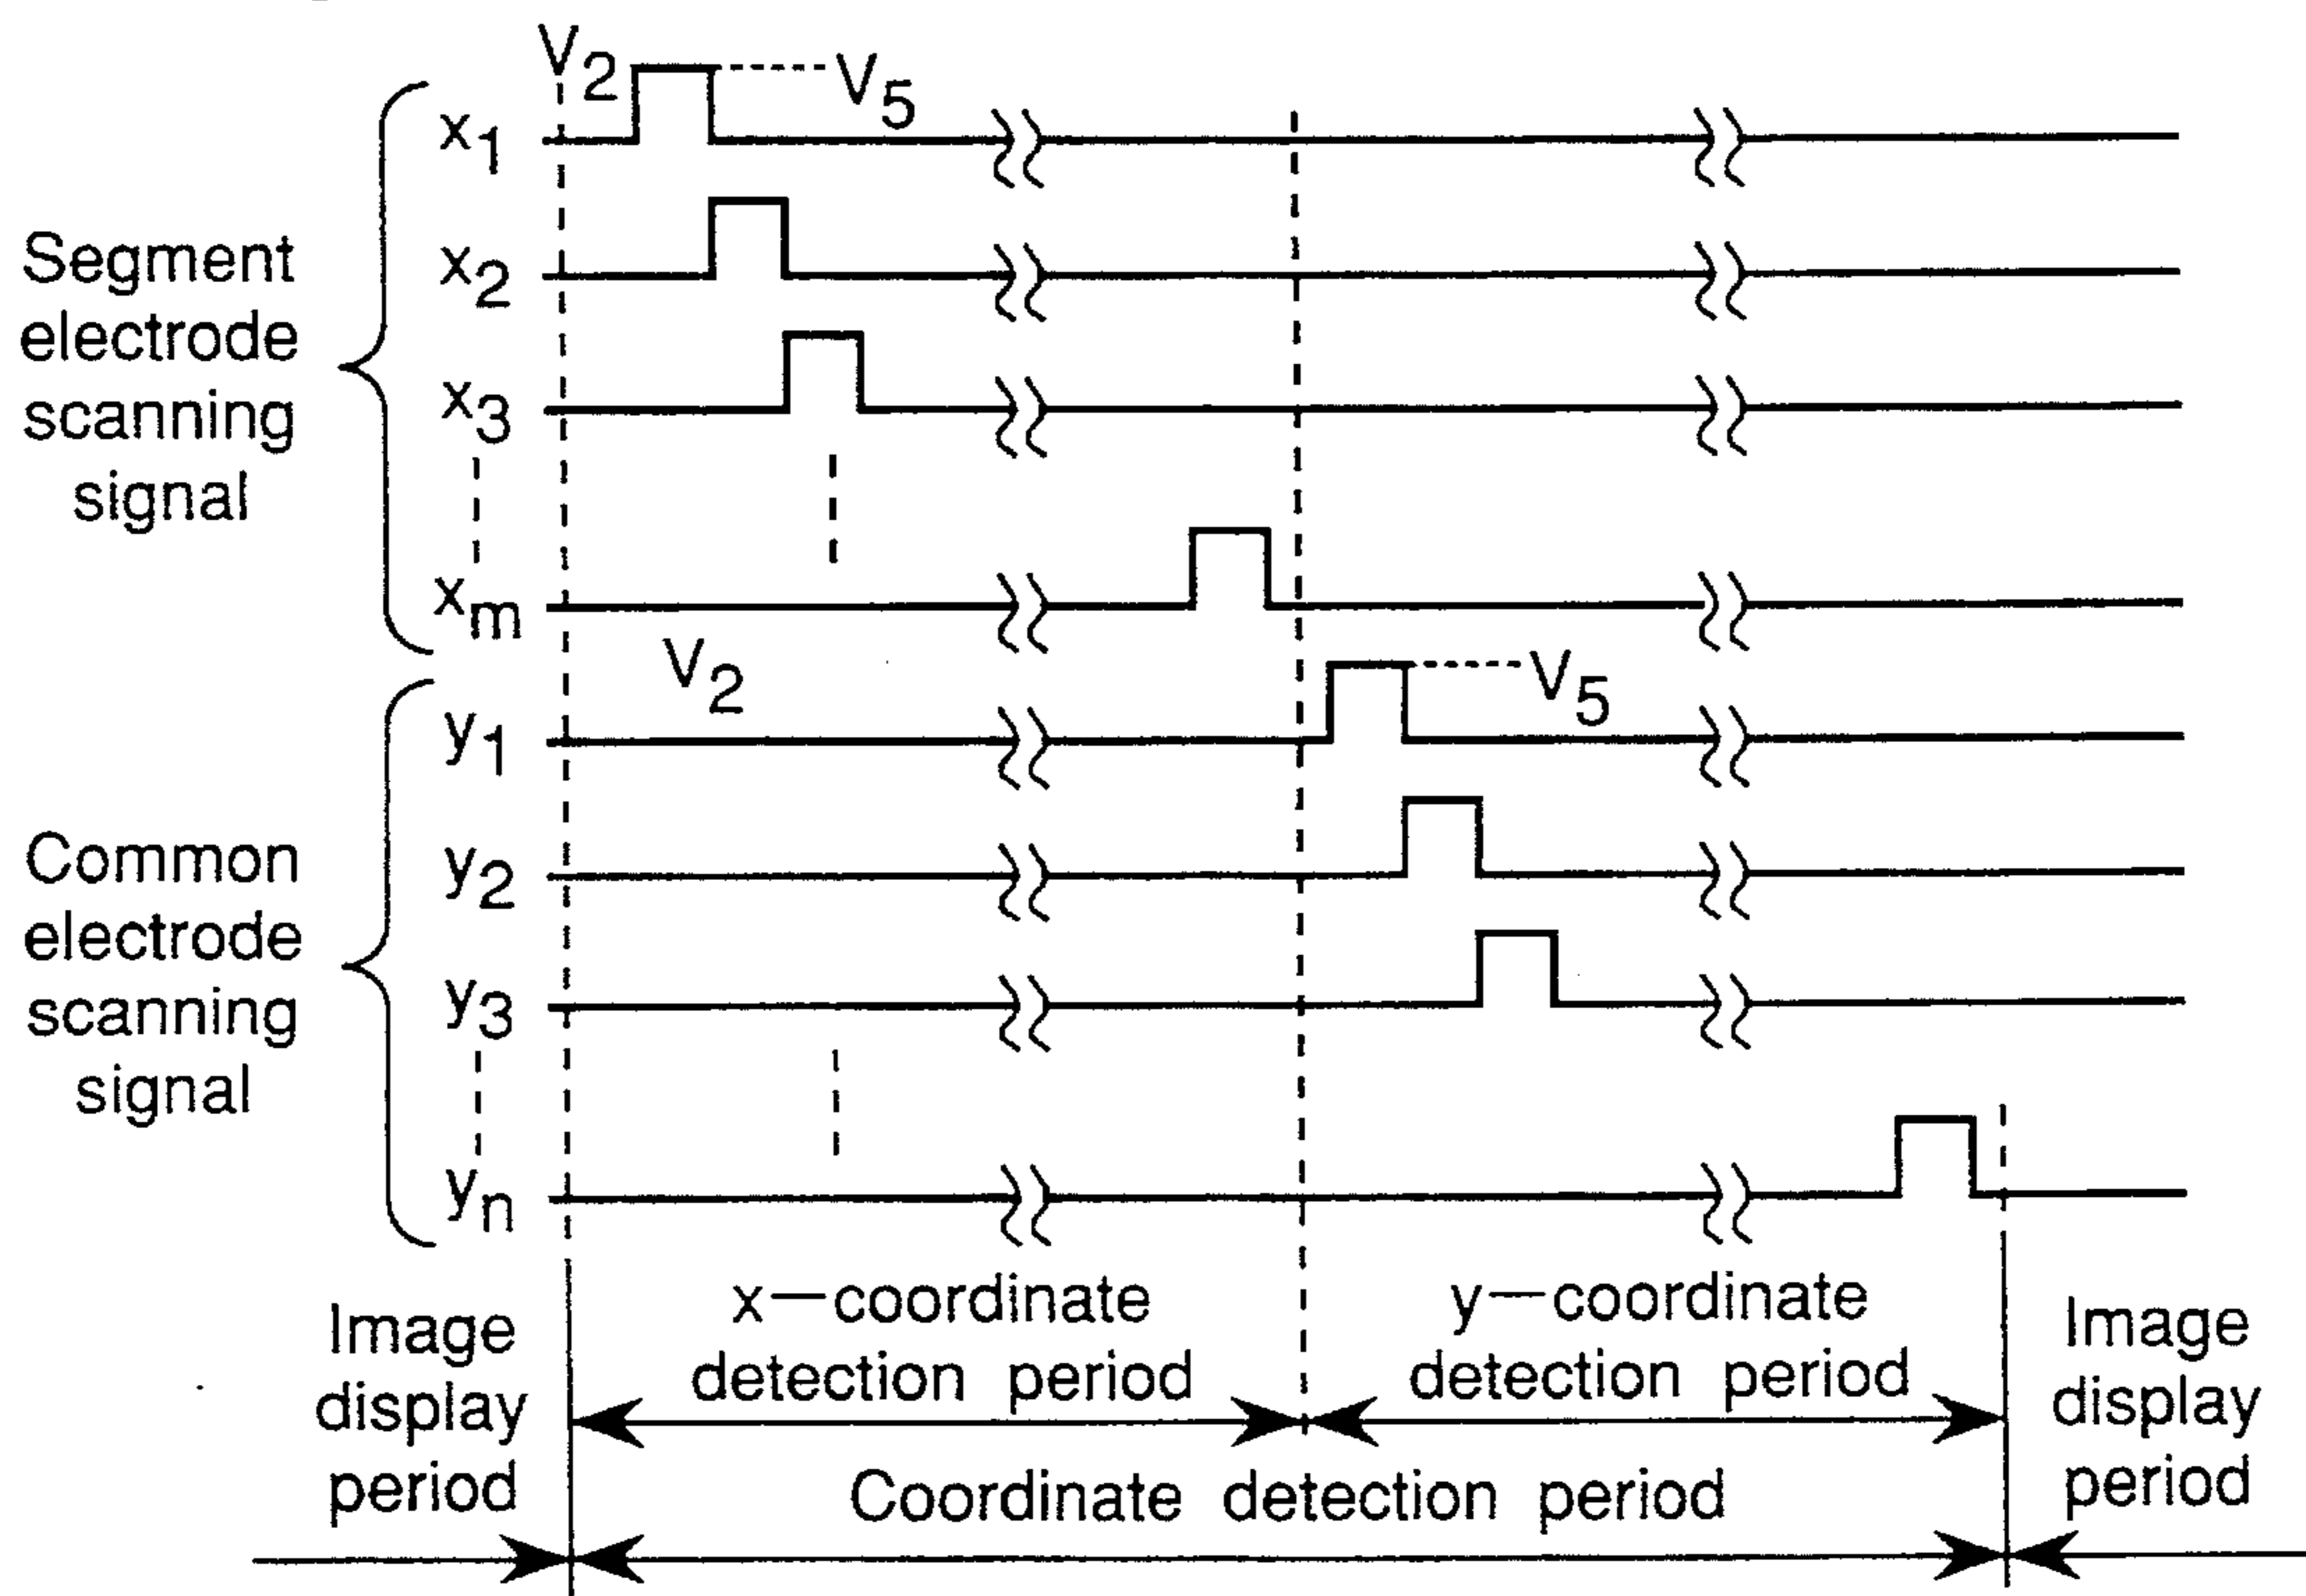 V2
V5
x1
x2
x3
xm
Segment
electrode
scanning
signal
V2
V5
y1
y2
y3
yn
Common
electrode
scanning
signal
Image
display
period
x—coordinate
detection period
y—coordinate
detection period
Image
display
period
Coordinate detection period